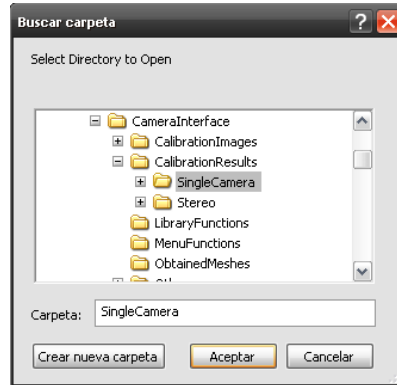 Buscar carpeta
Select Directory to Open
CameraInterface
CalibrationImages
CalibrationResults
SingleCamera
Stereo
LibraryFunctions
MenuFunctions
ObtainedMeshes
Carpeta: SingleCamera
Crear nueva carpeta Aceptar Cancelar